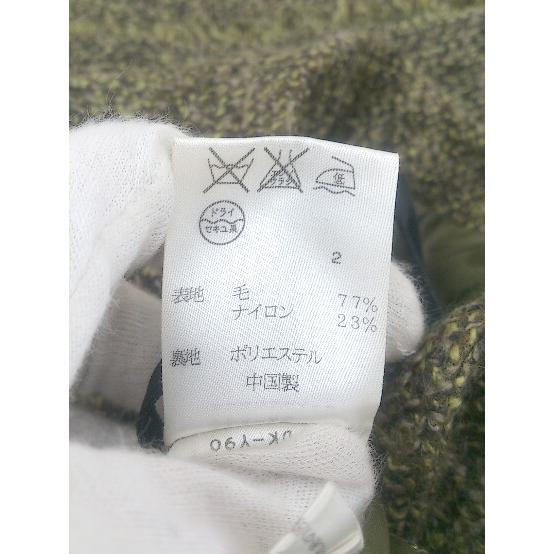 低
ドライ
セキユ系
2
表地 毛 77%
ナイロン 23%
裏地 ポリエステル
中国製